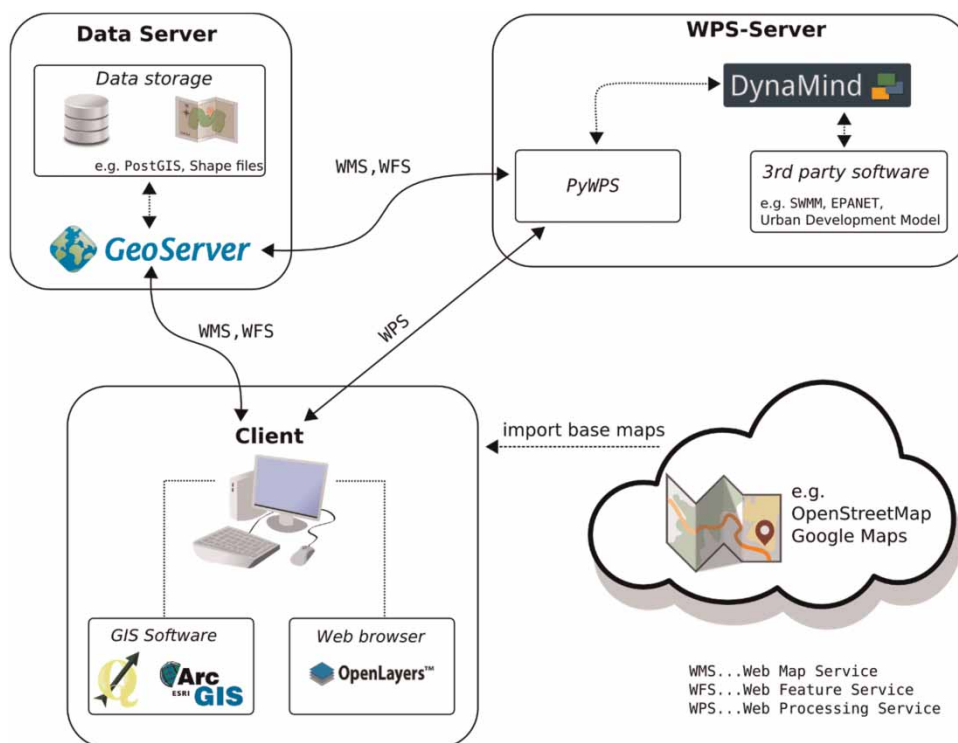 Data Server
Data storage
e.g. PostGIS, Shape files
GeoServer
WMS,WFS
WPS-Server
DynaMind
PyWPS
3rd party software
e.g. SWMM, EPANET,
Urban Development Model
WMS,WFS
WPS
Client
import base maps
e.g.
OpenStreetMap
Google Maps
GIS Software
Q
Arc
ESRI
GIS
Web browser
OpenLayers™
WMS...Web Map Service
WFS...Web Feature Service
WPS...Web Processing Service